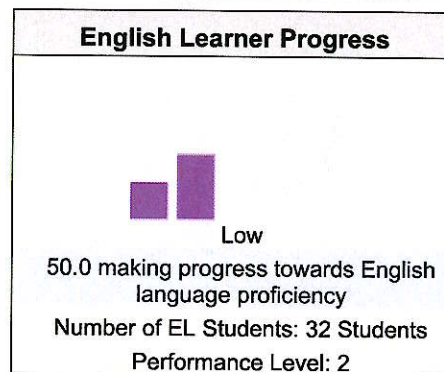 English Learner Progress
Low
50.0 making progress towards English
language proficiency
Number of EL Students: 32 Students
Performance Level: 2